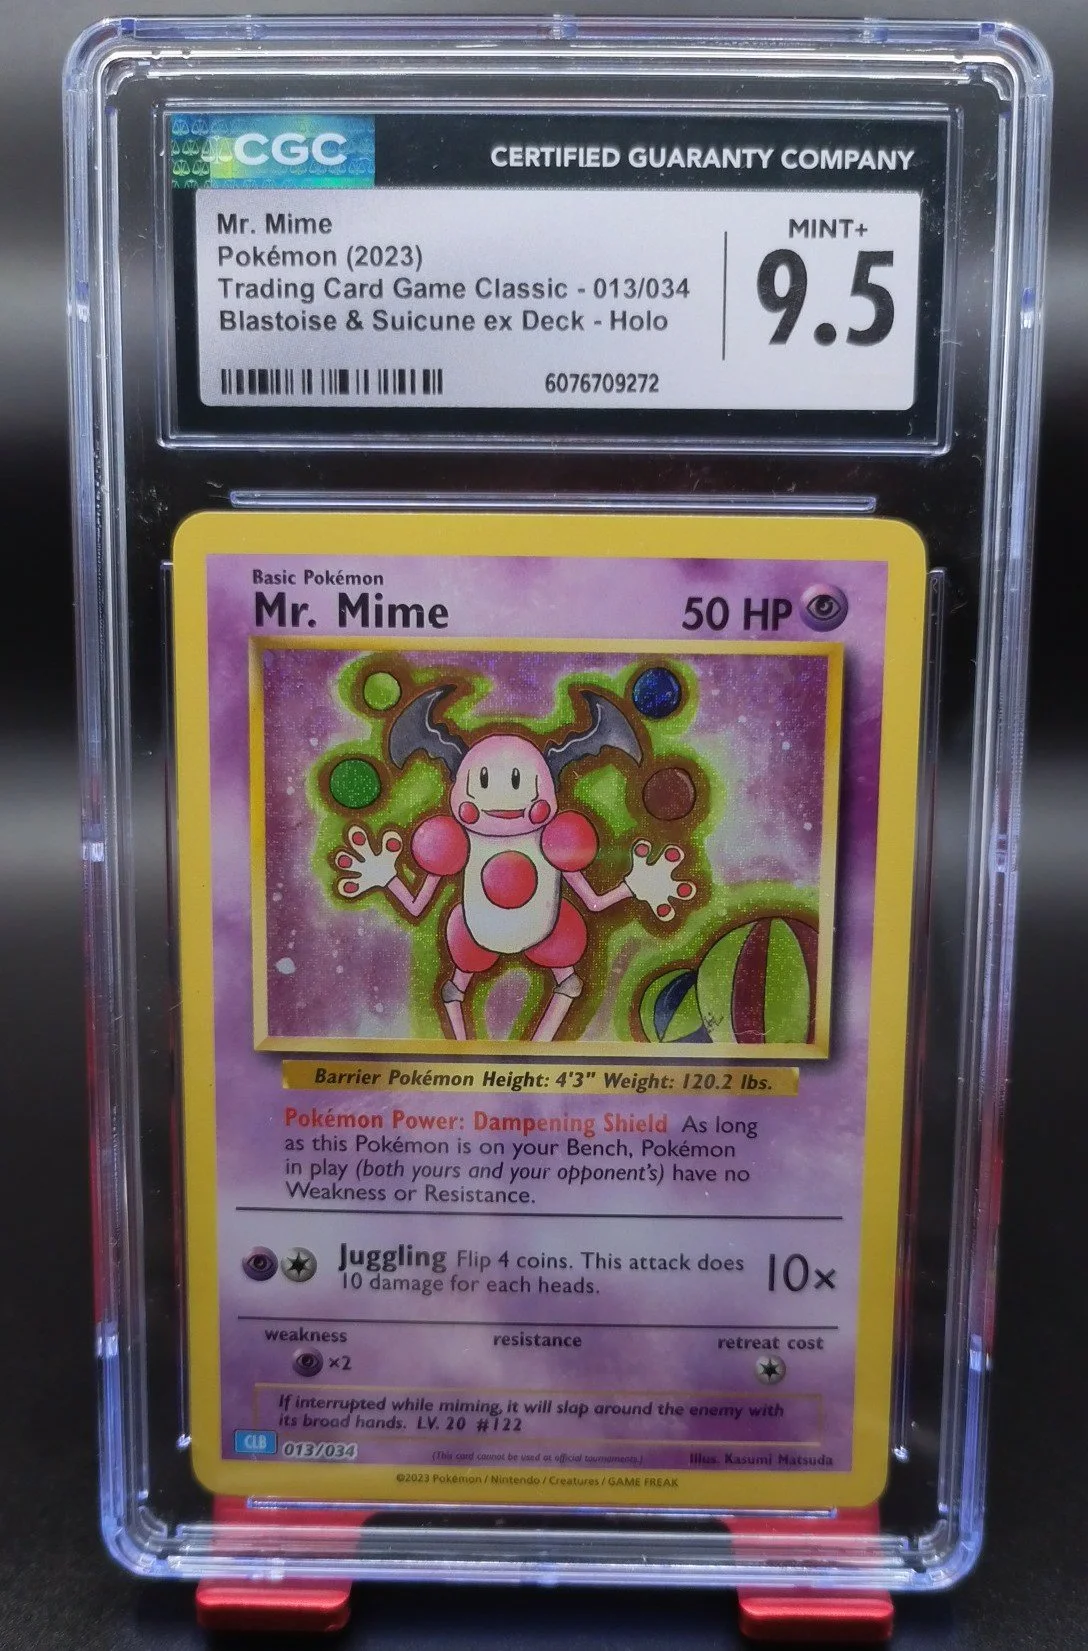 CGC
CERTIFIED GUARANTY COMPANY
Mr. Mime
Pokémon (2023)
Trading Card Game Classic - 013/034
Blastoise & Suicune ex Deck - Holo
6076709272
MINT+
9.5
Basic Pokémon
Mr. Mime
50 HP
Barrier Pokémon Height: 4'3" Weight: 120.2 lbs.
Pokémon Power: Dampening Shield As long
as this Pokémon is on your Bench, Pokémon
in play (both yours and your opponent's) have no
Weakness or Resistance.
Juggling Flip 4 coins. This attack does
10 damage for each heads.
10×
weakness
×2
resistance
retreat cost
If interrupted while miming, it will slap around the enemy with
its broad hands. LV. 20 #122
CLB 013/034
(This card cannot be used at official tournaments.)
Illus. Kasumi Matsuda
©2023 Pokémon / Nintendo / Creatures / GAME FREAK